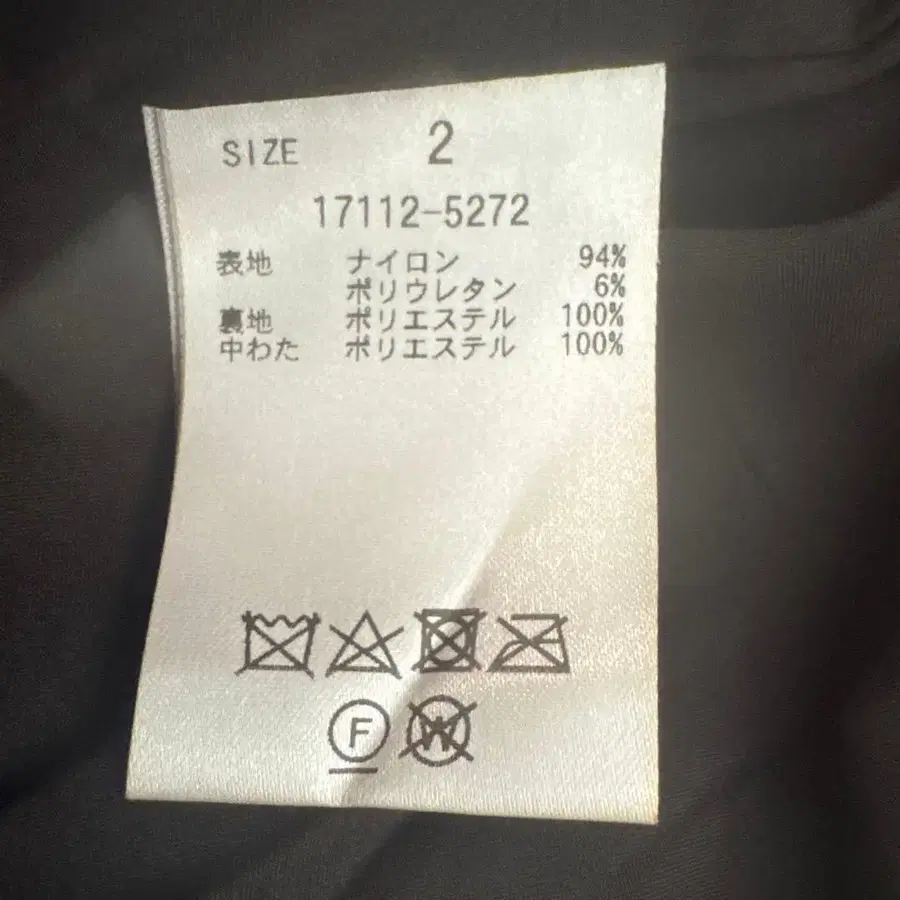 SIZE 2
17112-5272
表地 ナイロン 94%
ポリウレタン 6%
裏地 ポリエステル 100%
中わた ポリエステル 100%
F W